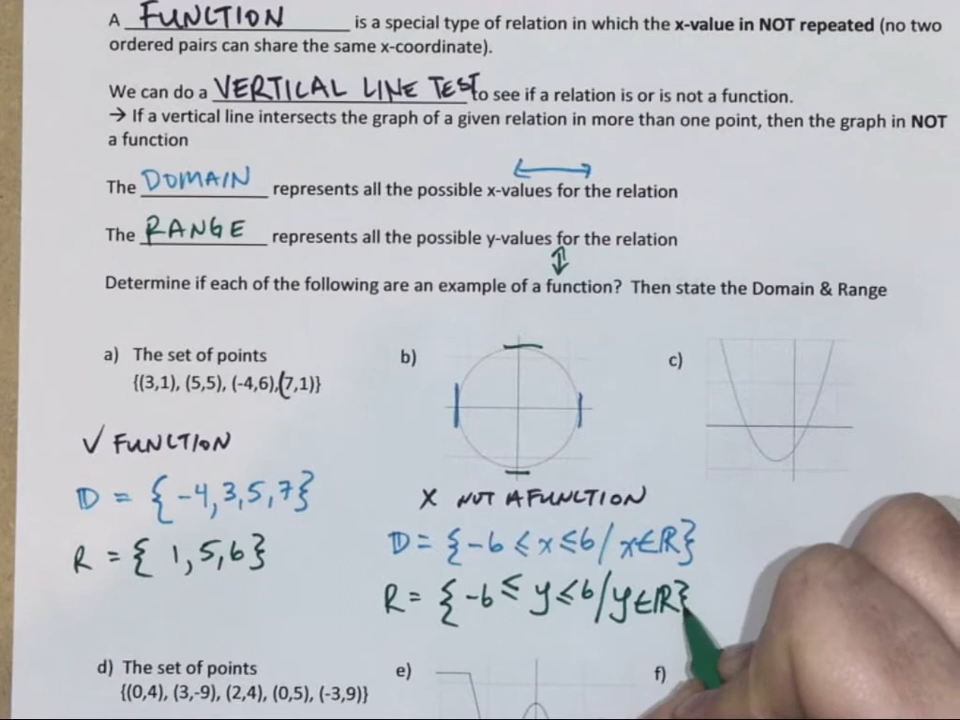 A FUNCTION is a special type of relation in which the x-value in NOT repeated (no two
ordered pairs can share the same x-coordinate).
We can do a VERTICAL LINE TEST to see if a relation is or is not a function.
→ If a vertical line intersects the graph of a given relation in more than one point, then the graph in NOT
a function
The DOMAIN represents all the possible x-values for the relation
The RANGE represents all the possible y-values for the relation
Determine if each of the following are an example of a function? Then state the Domain & Range
a) The set of points
{(3,1), (5,5), (-4,6),(7,1)}
✓ FUNCTION
D = {-4,3,5,7}
R = {1,5,6}
b)
X NOT A FUNCTION
D = {-6 ≤ x ≤ 6 / x∈R}
R = {-6 ≤ y ≤ 6 / y∈R}
c)
d) The set of points
{(0,4), (3,-9), (2,4), (0,5), (-3,9)}
e)
f)